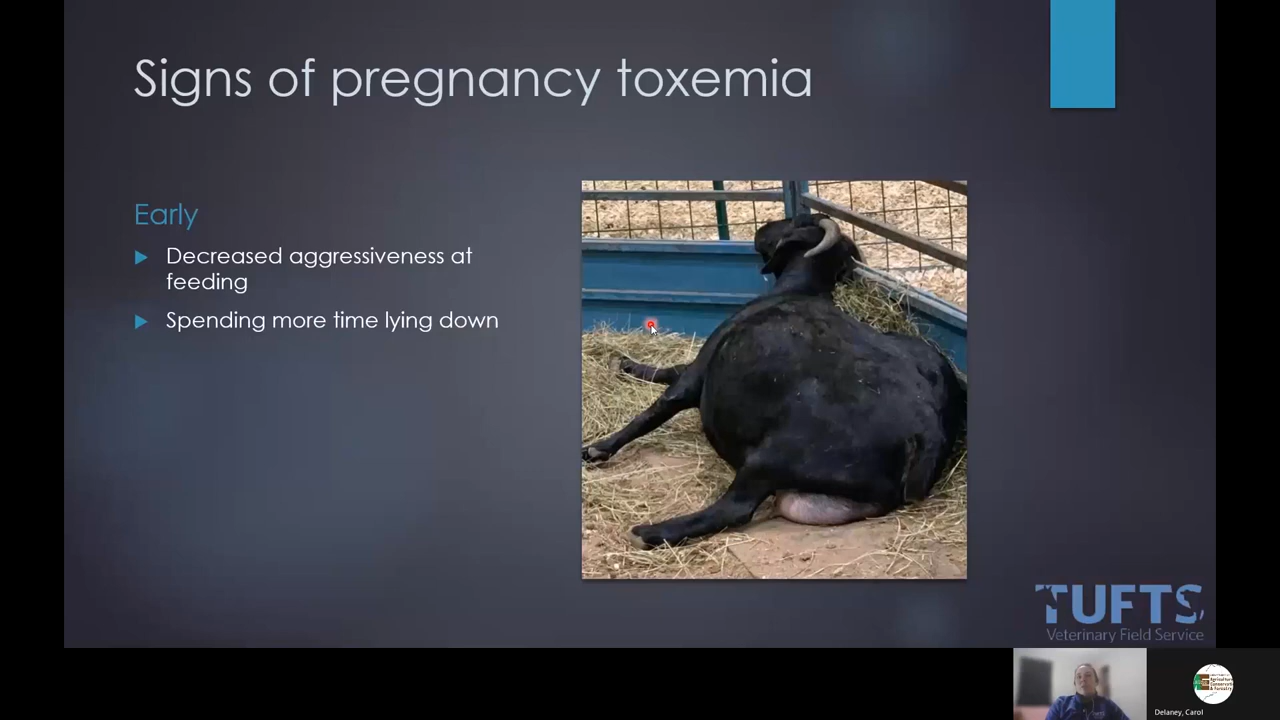 Signs of pregnancy toxemia
Early
Decreased aggressiveness at
feeding
Spending more time lying down
TUFTS
Veterinary Field Service
Delaney, Carol